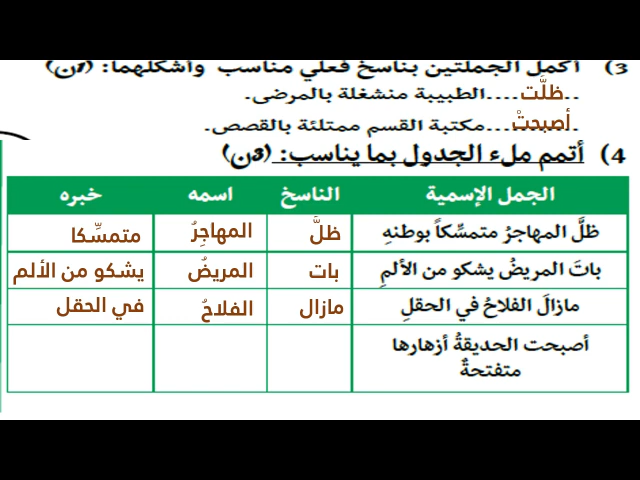 3) أكمل الجملتين بناسخ فعلي مناسب وأشكلهما: (1ن)
..ظلَّت....الطبيبة منشغلة بالمرضى.
أصبحتْ......مكتبة القسم ممتلئة بالقصص.
4) أتمم ملء الجدول بما يناسب: (3ن)
الجمل الإسمية الناسخ اسمه خبره
ظلَّ المهاجرُ متمسِّكاً بوطنهِ ظلَّ المهاجِرُ متمسِّكا
باتَ المريضُ يشكو من الألمِ بات المريضُ يشكو من الألم
مازالَ الفلاحُ في الحقلِ مازال الفلاحُ في الحقل
أصبحت الحديقةُ أزهارها
متفتحةٌ